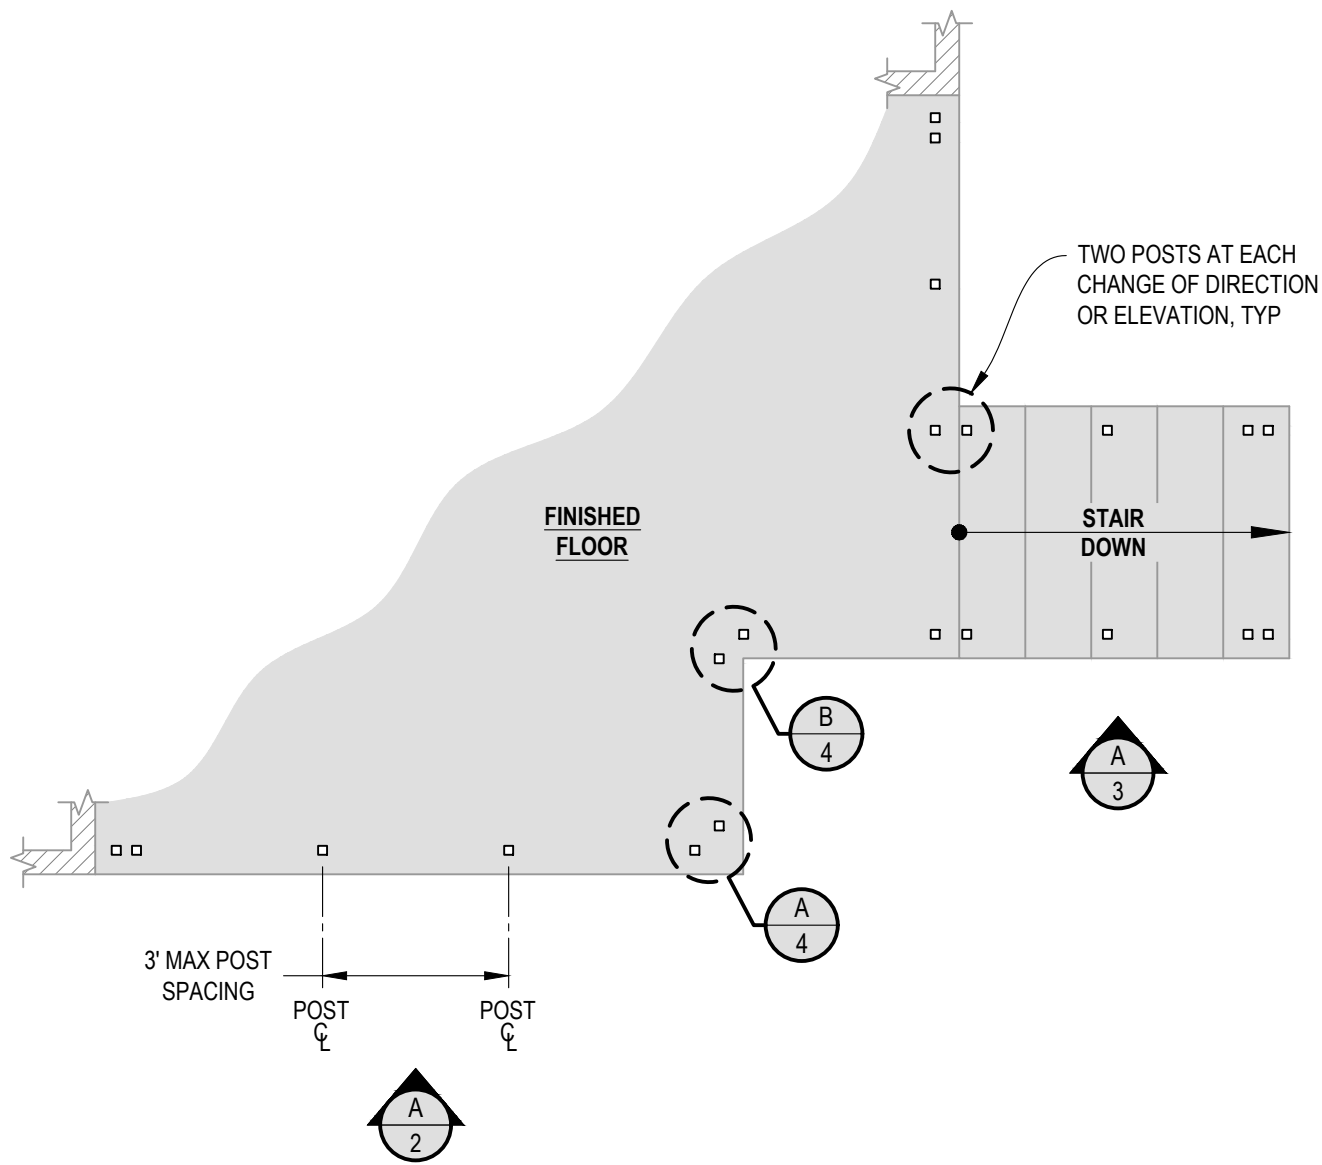 TWO POSTS AT EACH
CHANGE OF DIRECTION
OR ELEVATION, TYP
FINISHED
FLOOR
STAIR
DOWN
B
4
A
3
A
4
3' MAX POST
SPACING
POST
℄
POST
℄
A
2